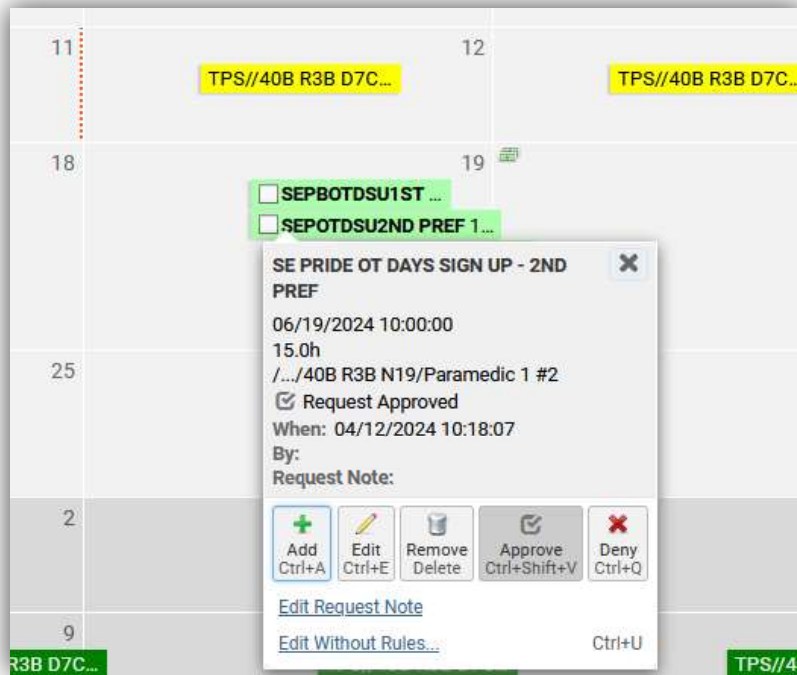 11
12
TPS//40B R3B D7C...
TPS//40B R3B D7C...
18
19
SEPBOTDSU1ST ...
SEPOTDSU2ND PREF 1...
SE PRIDE OT DAYS SIGN UP - 2ND
PREF
06/19/2024 10:00:00
15.0h
/.../40B R3B N19/Paramedic 1 #2
Request Approved
When: 04/12/2024 10:18:07
By:
Request Note:
25
2
Add
Ctrl+A
Edit
Ctrl+E
Remove
Delete
Approve
Ctrl+Shift+V
Deny
Ctrl+Q
Edit Request Note
Edit Without Rules... Ctrl+U
9
R3B D7C...
TPS//4